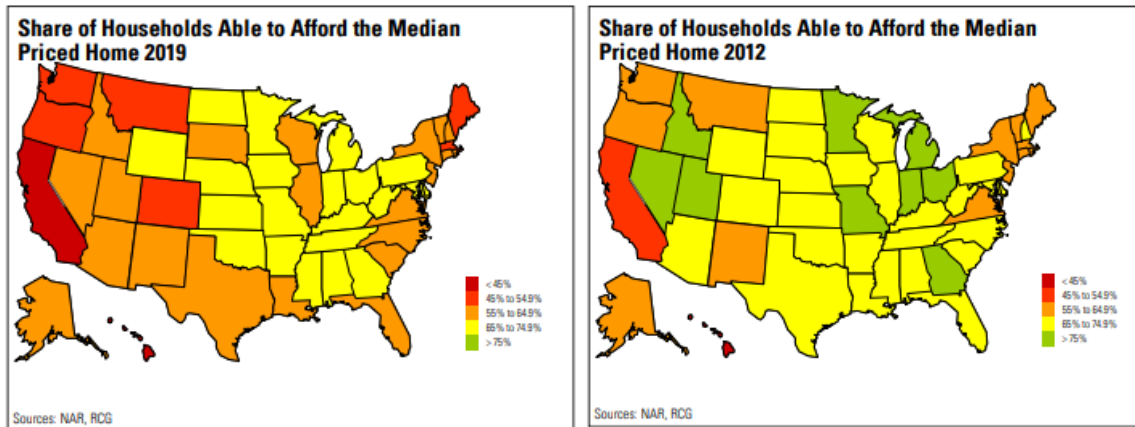 Share of Households Able to Afford the Median
Priced Home 2019
< 45%
45% to 54.9%
55% to 64.9%
65% to 74.9%
> 75%
Sources: NAR, RCG
Share of Households Able to Afford the Median
Priced Home 2012
< 45%
45% to 54.9%
55% to 64.9%
65% to 74.9%
> 75%
Sources: NAR, RCG